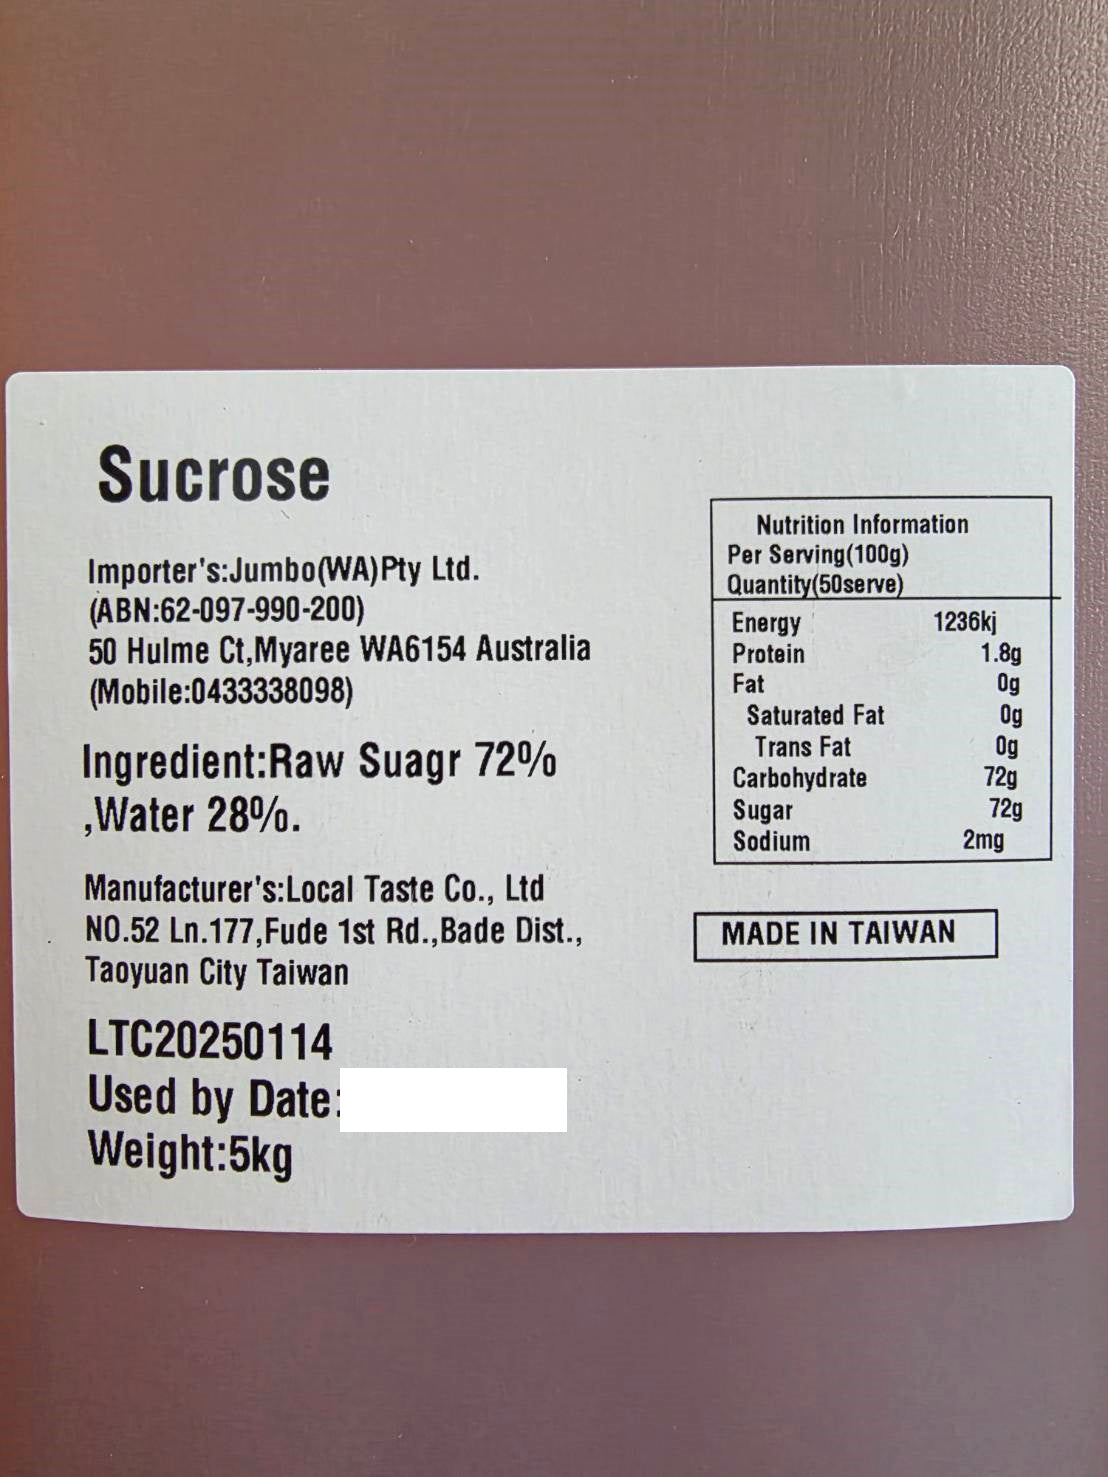 Sucrose
Importer's:Jumbo(WA)Pty Ltd.
(ABN:62-097-990-200)
50 Hulme Ct,Myaree WA6154 Australia
(Mobile:0433338098)
Ingredient:Raw Suagr 72%
,Water 28%.
Manufacturer's:Local Taste Co., Ltd
NO.52 Ln.177,Fude 1st Rd.,Bade Dist.,
Taoyuan City Taiwan
LTC20250114
Used by Date:
Weight:5kg
Nutrition Information
Per Serving(100g)
Quantity(50serve)
Energy 1236kj
Protein 1.8g
Fat 0g
Saturated Fat 0g
Trans Fat 0g
Carbohydrate 72g
Sugar 72g
Sodium 2mg
MADE IN TAIWAN